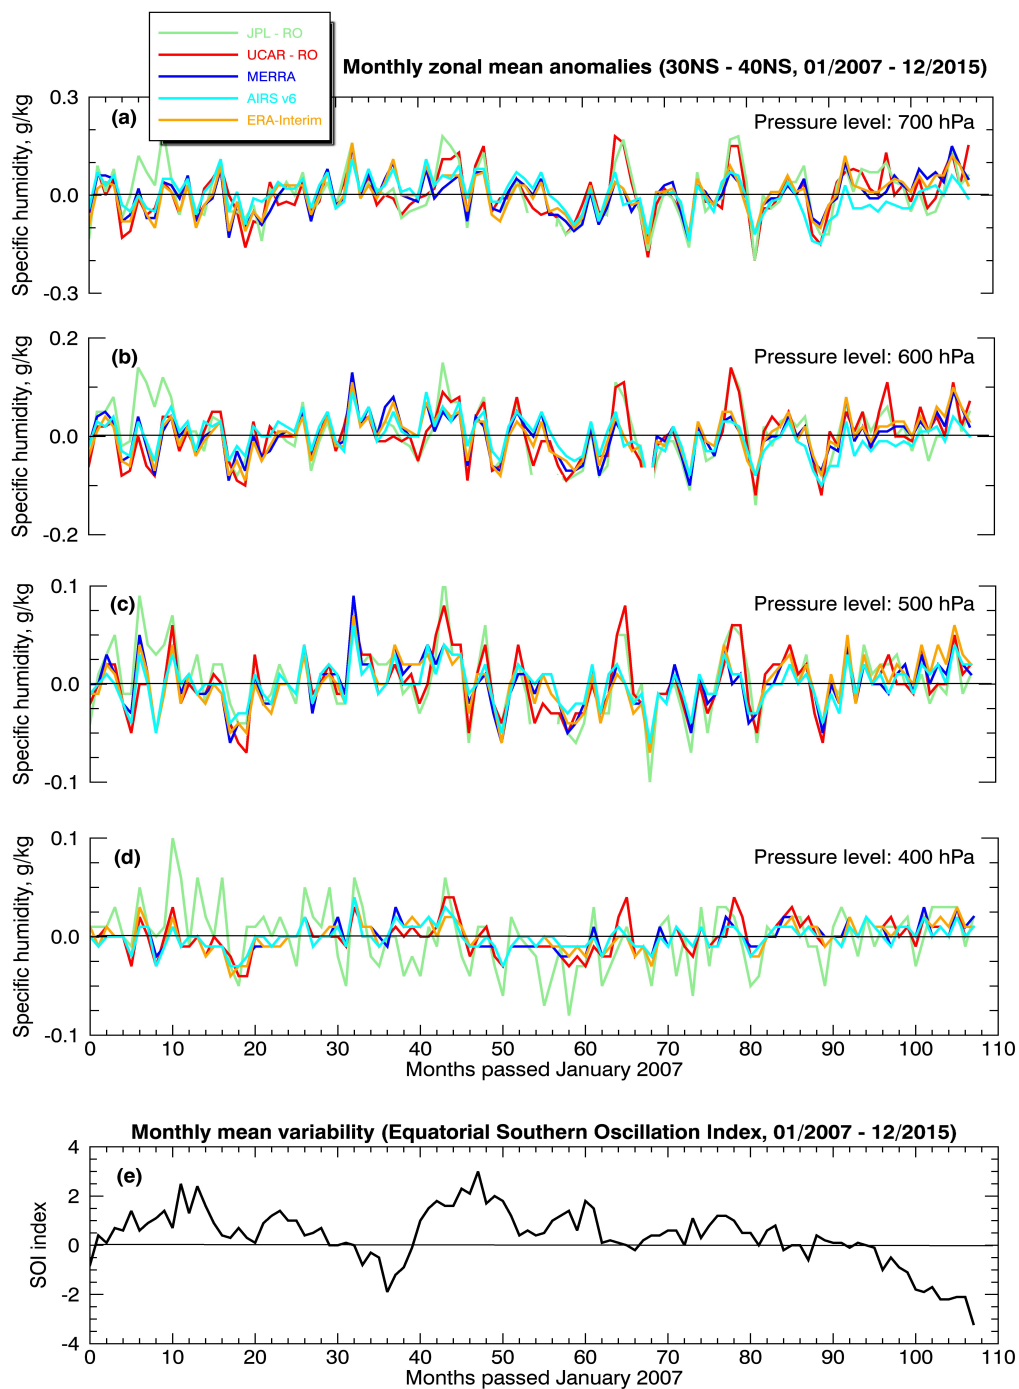 JPL - RO
UCAR - RO
MERRA
AIRS v6
ERA-Interim
Monthly zonal mean anomalies (30NS - 40NS, 01/2007 - 12/2015)
(a)
Pressure level: 700 hPa
Specific humidity, g/kg
0.3
0.0
-0.3
(b)
Pressure level: 600 hPa
Specific humidity, g/kg
0.2
0.0
-0.2
(c)
Pressure level: 500 hPa
Specific humidity, g/kg
0.1
0.0
-0.1
(d)
Pressure level: 400 hPa
Specific humidity, g/kg
0.1
0.0
-0.1
0 10 20 30 40 50 60 70 80 90 100 110
Months passed January 2007
Monthly mean variability (Equatorial Southern Oscillation Index, 01/2007 - 12/2015)
(e)
SOI index
4
2
0
-2
-4
0 10 20 30 40 50 60 70 80 90 100 110
Months passed January 2007